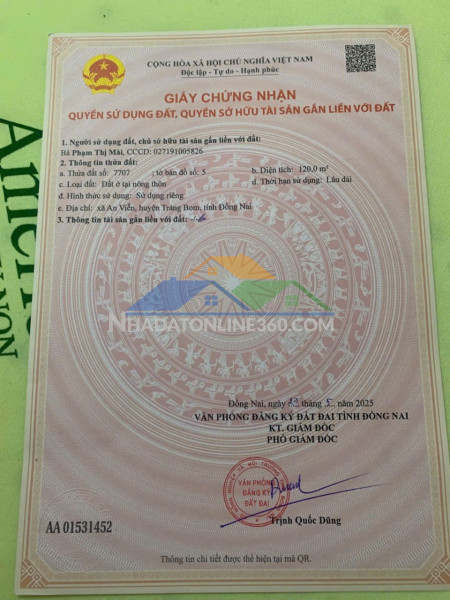 CỘNG HÒA XÃ HỘI CHỦ NGHĨA VIỆT NAM
Độc lập - Tự do - Hạnh phúc
GIẤY CHỨNG NHẬN
QUYỀN SỬ DỤNG ĐẤT, QUYỀN SỞ HỮU TÀI SẢN GẮN LIỀN VỚI ĐẤT
1. Người sử dụng đất, chủ sở hữu tài sản gắn liền với đất:
Bà Phạm Thị Mãi, CCCD: 027191005826
2. Thông tin thửa đất:
a. Thửa đất số: 7707 ; tờ bản đồ số: 5 b. Diện tích: 120,0 m²
c. Loại đất: Đất ở tại nông thôn d. Thời hạn sử dụng: Lâu dài
đ. Hình thức sử dụng: Sử dụng riêng
e. Địa chỉ: xã An Viễn, huyện Trảng Bom, tỉnh Đồng Nai
3. Thông tin tài sản gắn liền với đất: -/-
NHADATONLINE360.COM
Đồng Nai, ngày tháng 5 năm 2025
VĂN PHÒNG ĐĂNG KÝ ĐẤT ĐAI TỈNH ĐỒNG NAI
KT. GIÁM ĐỐC
PHÓ GIÁM ĐỐC
VĂN PHÒNG
ĐĂNG KÝ
ĐẤT ĐAI
Trịnh Quốc Dũng
AA 01531452
Thông tin chi tiết được thể hiện tại mã QR.